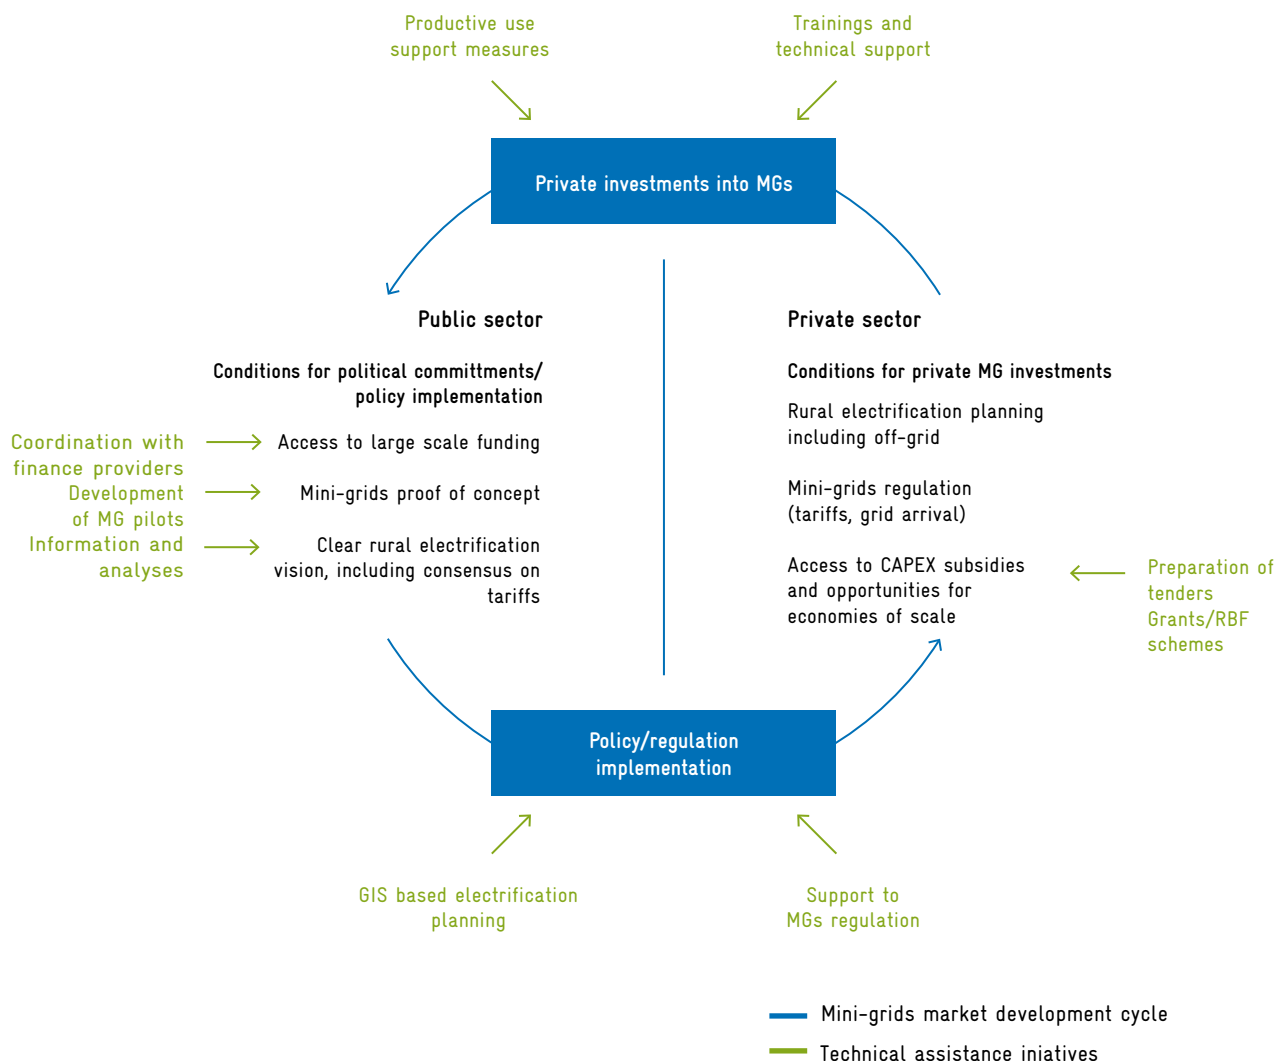 Productive use
support measures
Trainings and
technical support
Private investments into MGs
Public sector
Conditions for political committments/
policy implementation
Coordination with
finance providers
Access to large scale funding
Development
of MG pilots
Mini-grids proof of concept
Information and
analyses
Clear rural electrification
vision, including consensus on
tariffs
Private sector
Conditions for private MG investments
Rural electrification planning
including off-grid
Mini-grids regulation
(tariffs, grid arrival)
Access to CAPEX subsidies
and opportunities for
economies of scale
Preparation of
tenders
Grants/RBF
schemes
Policy/regulation
implementation
GIS based electrification
planning
Support to
MGs regulation
Mini-grids market development cycle
Technical assistance iniatives